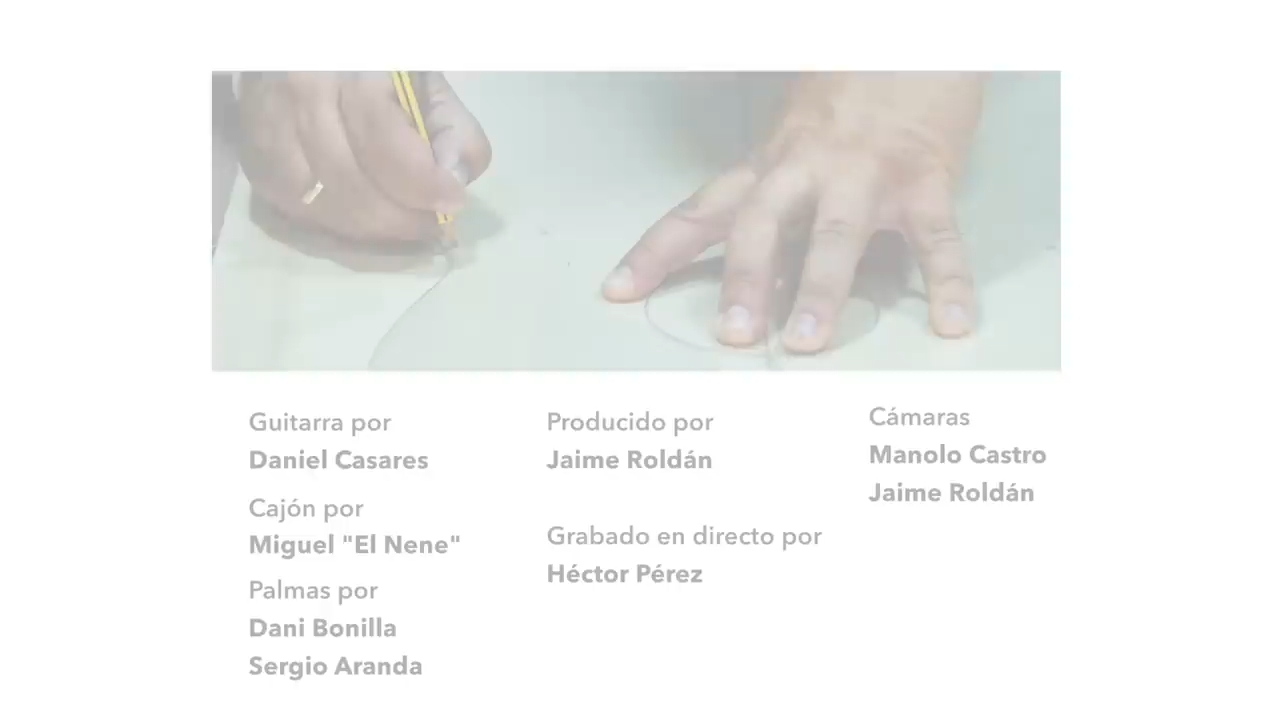 Guitarra por
Daniel Casares
Cajón por
Miguel "El Nene"
Palmas por
Dani Bonilla
Sergio Aranda
Producido por
Jaime Roldán
Grabado en directo por
Héctor Pérez
Cámaras
Manolo Castro
Jaime Roldán